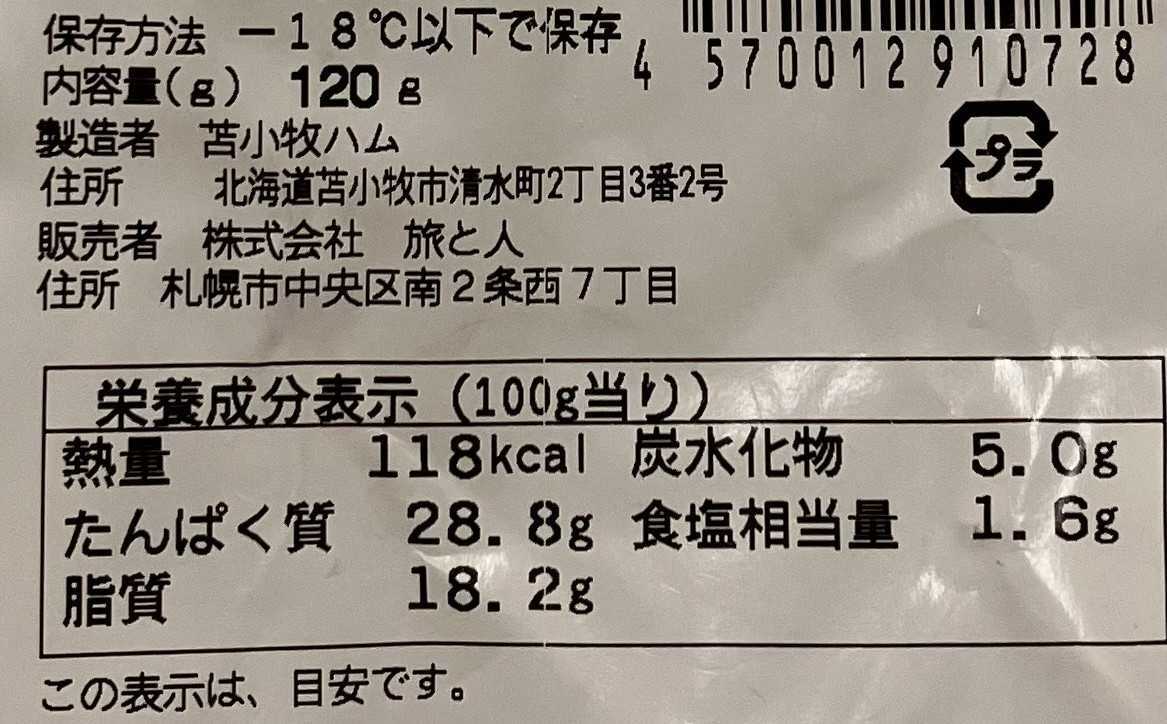 保存方法 −18℃以下で保存
4 570012 910728
内容量(g) 120g
製造者 苫小牧ハム
プラ
住所 北海道苫小牧市清水町2丁目3番2号
販売者 株式会社 旅と人
住所 札幌市中央区南2条西7丁目
栄養成分表示(100g当り)
熱量 118kcal 炭水化物 5.0g
たんぱく質 28.8g 食塩相当量 1.6g
脂質 18.2g
この表示は、目安です。